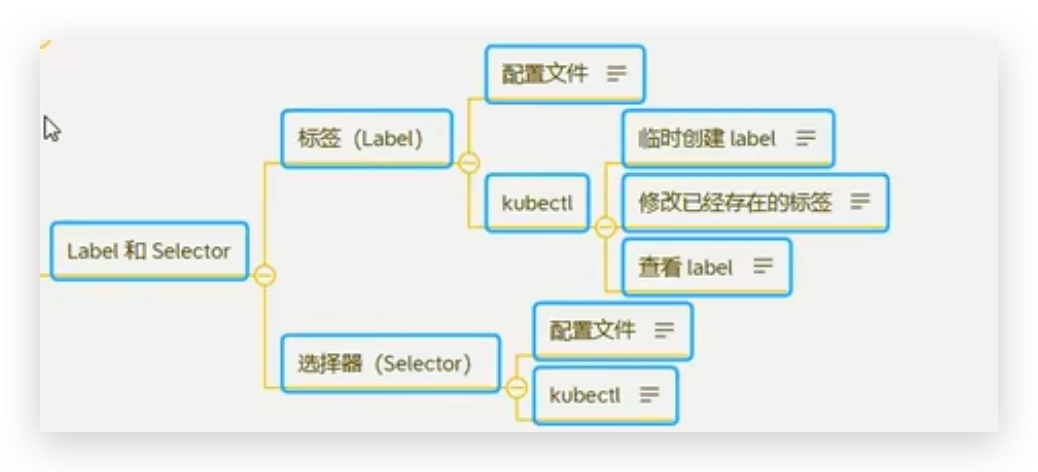 Label 和 Selector
标签（Label）
配置文件
kubectl
临时创建 label
修改已经存在的标签
查看 label
选择器（Selector）
配置文件
kubectl